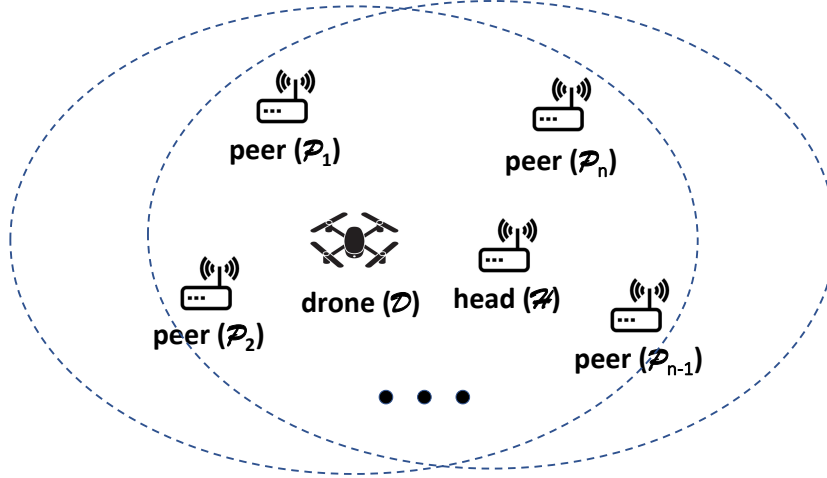 peer (𝒫₁)
peer (𝒫ₙ)
drone (𝒟)
head (ℋ)
peer (𝒫₂)
peer (𝒫ₙ₋₁)